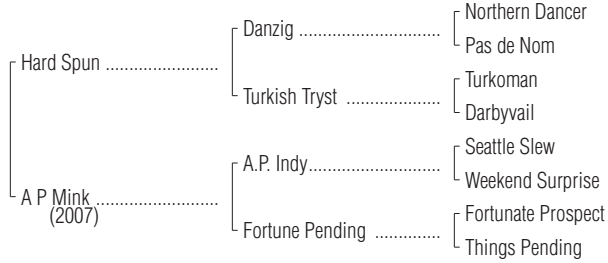 Northern Dancer
Danzig ................................
Pas de Nom
Hard Spun .........................
Turkoman
Turkish Tryst .....................
Darbyvail
Seattle Slew
A.P. Indy.............................
Weekend Surprise
A P Mink ...........................
(2007)
Fortunate Prospect
Fortune Pending ...............
Things Pending